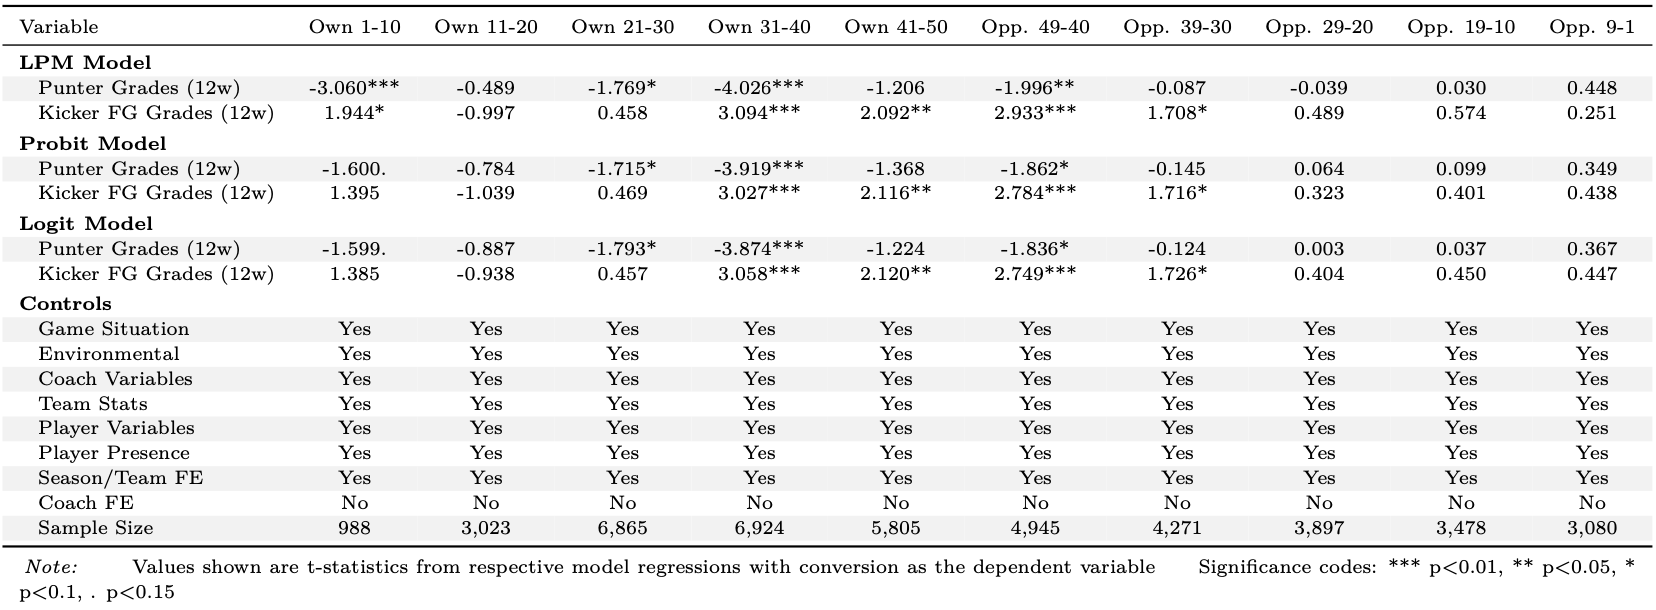 Variable Own 1-10 Own 11-20 Own 21-30 Own 31-40 Own 41-50 Opp. 49-40 Opp. 39-30 Opp. 29-20 Opp. 19-10 Opp. 9-1
LPM Model
Punter Grades (12w) -3.060*** -0.489 -1.769* -4.026*** -1.206 -1.996** -0.087 -0.039 0.030 0.448
Kicker FG Grades (12w) 1.944* -0.997 0.458 3.094*** 2.092** 2.933*** 1.708* 0.489 0.574 0.251
Probit Model
Punter Grades (12w) -1.600. -0.784 -1.715* -3.919*** -1.368 -1.862* -0.145 0.064 0.099 0.349
Kicker FG Grades (12w) 1.395 -1.039 0.469 3.027*** 2.116** 2.784*** 1.716* 0.323 0.401 0.438
Logit Model
Punter Grades (12w) -1.599. -0.887 -1.793* -3.874*** -1.224 -1.836* -0.124 0.003 0.037 0.367
Kicker FG Grades (12w) 1.385 -0.938 0.457 3.058*** 2.120** 2.749*** 1.726* 0.404 0.450 0.447
Controls
Game Situation Yes Yes Yes Yes Yes Yes Yes Yes Yes Yes
Environmental Yes Yes Yes Yes Yes Yes Yes Yes Yes Yes
Coach Variables Yes Yes Yes Yes Yes Yes Yes Yes Yes Yes
Team Stats Yes Yes Yes Yes Yes Yes Yes Yes Yes Yes
Player Variables Yes Yes Yes Yes Yes Yes Yes Yes Yes Yes
Player Presence Yes Yes Yes Yes Yes Yes Yes Yes Yes Yes
Season/Team FE Yes Yes Yes Yes Yes Yes Yes Yes Yes Yes
Coach FE No No No No No No No No No No
Sample Size 988 3,023 6,865 6,924 5,805 4,945 4,271 3,897 3,478 3,080
Note: Values shown are t-statistics from respective model regressions with conversion as the dependent variable Significance codes: *** p<0.01, ** p<0.05, *
p<0.1, . p<0.15